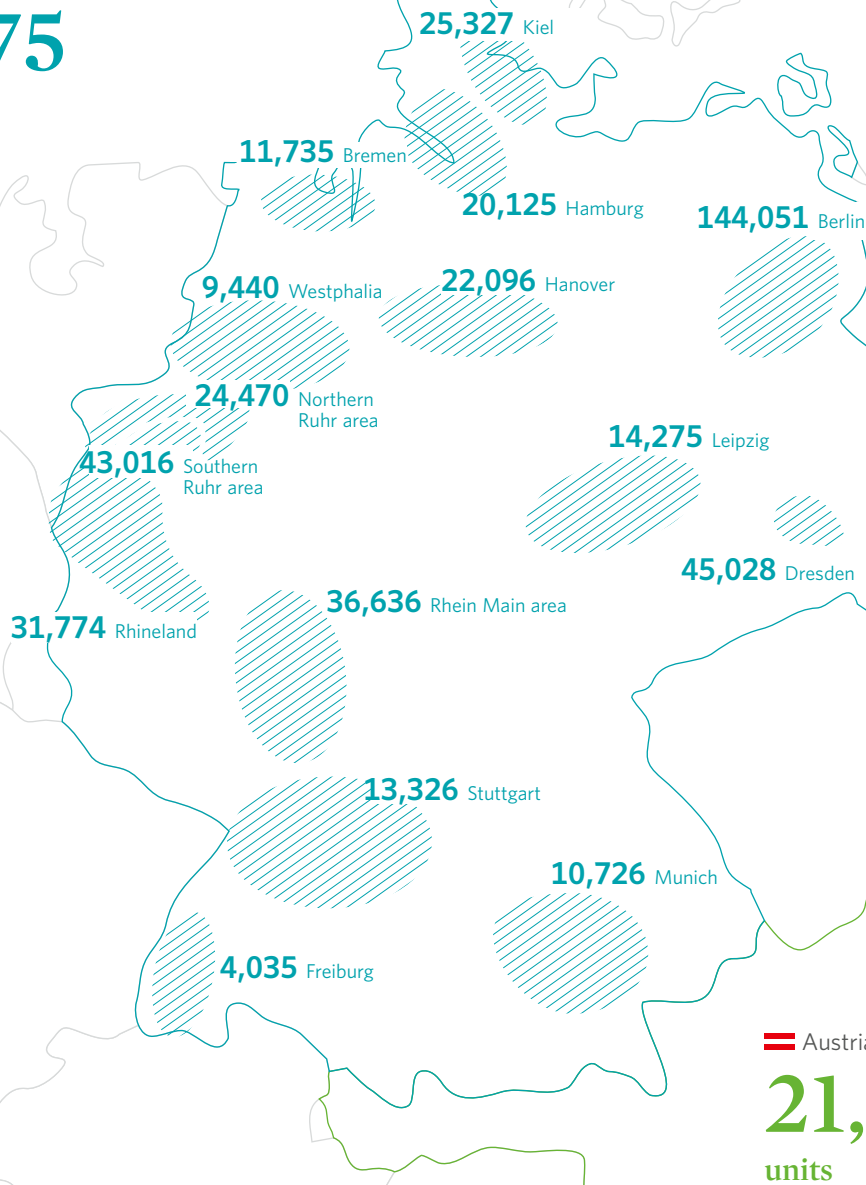 75
25,327 Kiel
11,735 Bremen
20,125 Hamburg
144,051 Berlin
9,440 Westphalia
22,096 Hanover
24,470 Northern
Ruhr area
14,275 Leipzig
43,016 Southern
Ruhr area
45,028 Dresden
36,636 Rhein Main area
31,774 Rhineland
13,326 Stuttgart
10,726 Munich
4,035 Freiburg
Austria
21,
units